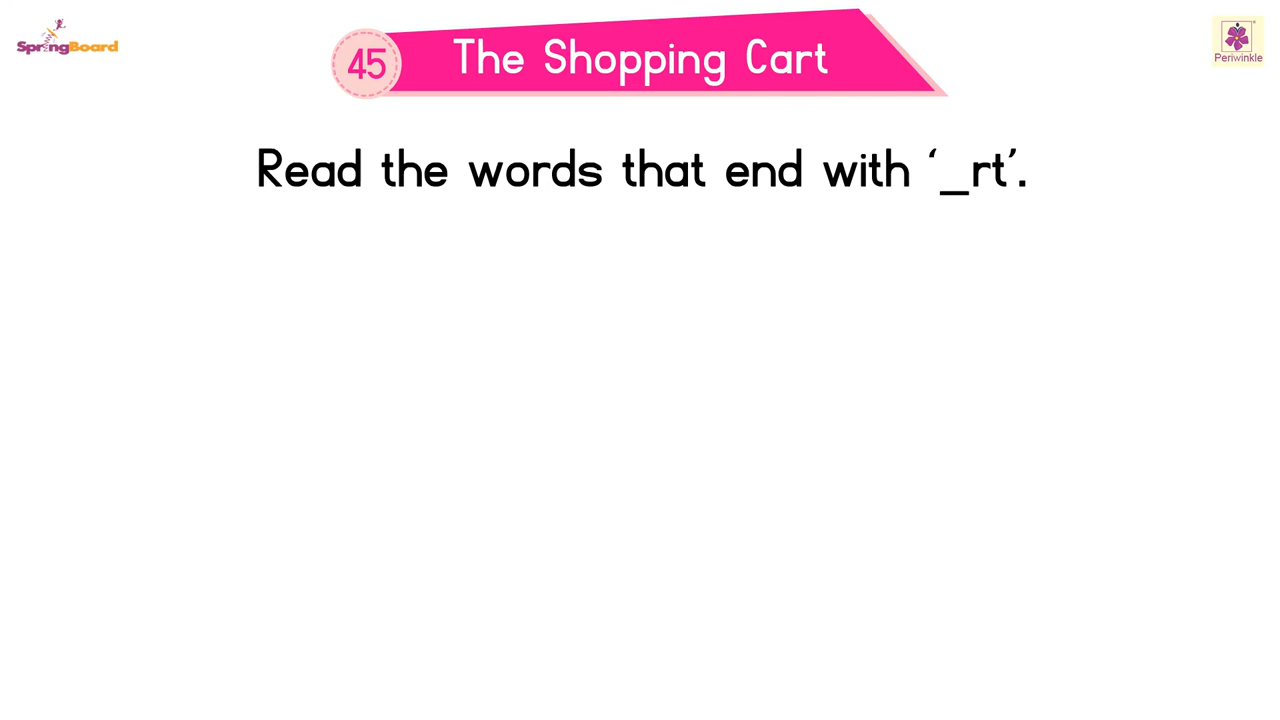 SpringBoard
45
The Shopping Cart
Periwinkle
Read the words that end with ‘_rt’.